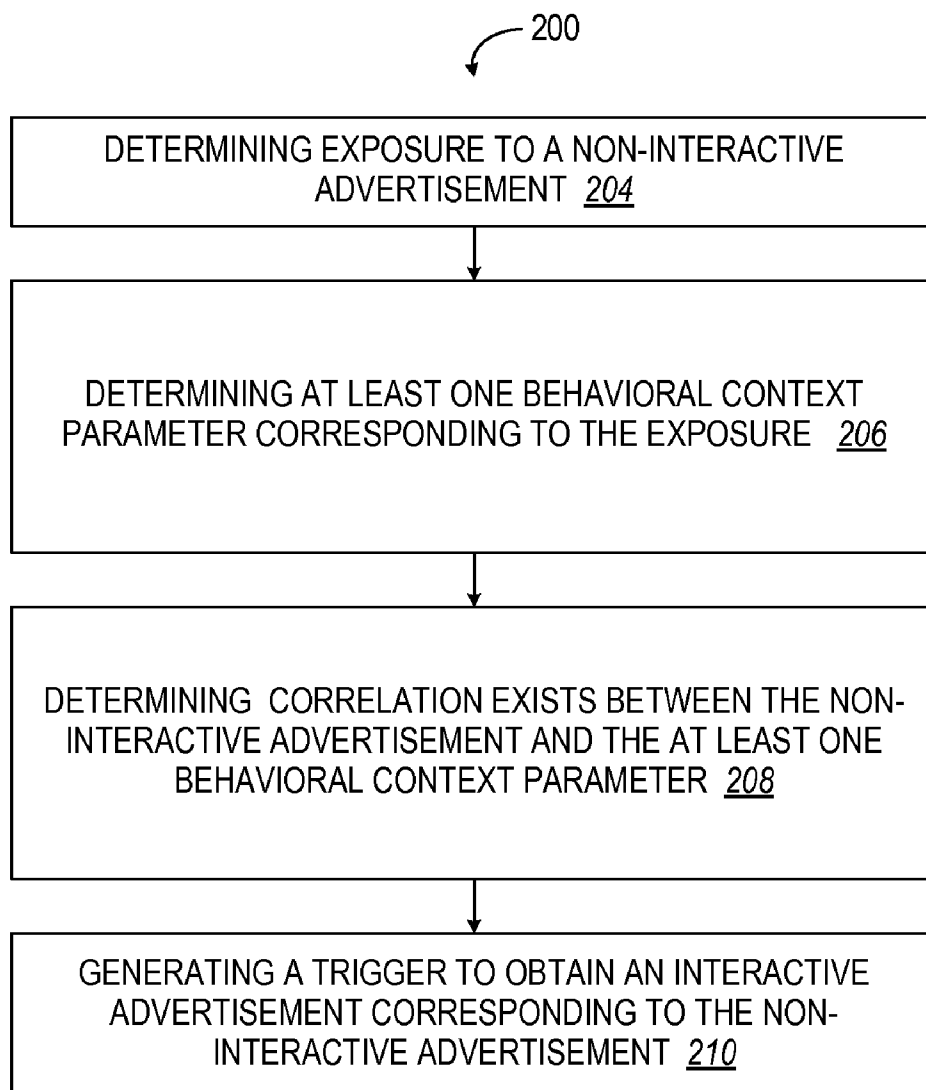 200
DETERMINING EXPOSURE TO A NON-INTERACTIVE
ADVERTISEMENT 204
DETERMINING AT LEAST ONE BEHAVIORAL CONTEXT
PARAMETER CORRESPONDING TO THE EXPOSURE 206
DETERMINING CORRELATION EXISTS BETWEEN THE NON-
INTERACTIVE ADVERTISEMENT AND THE AT LEAST ONE
BEHAVIORAL CONTEXT PARAMETER 208
GENERATING A TRIGGER TO OBTAIN AN INTERACTIVE
ADVERTISEMENT CORRESPONDING TO THE NON-
INTERACTIVE ADVERTISEMENT 210